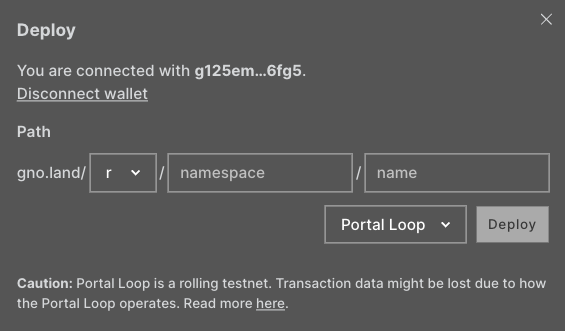 Deploy
You are connected with g125em...6fg5.
Disconnect wallet
Path
gno.land/ r / namespace / name
Portal Loop Deploy
Caution: Portal Loop is a rolling testnet. Transaction data might be lost due to how
the Portal Loop operates. Read more here.